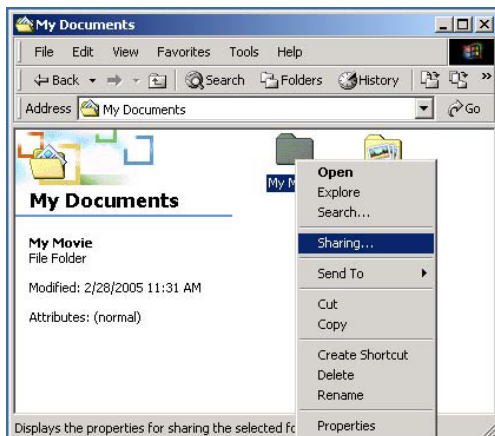 My Documents
File Edit View Favorites Tools Help
Back Search Folders History »
Address My Documents Go
My Documents
My Movie
File Folder
Modified: 2/28/2005 11:31 AM
Attributes: (normal)
My
Open
Explore
Search...
Sharing...
Send To
Cut
Copy
Create Shortcut
Delete
Rename
Properties
Displays the properties for sharing the selected